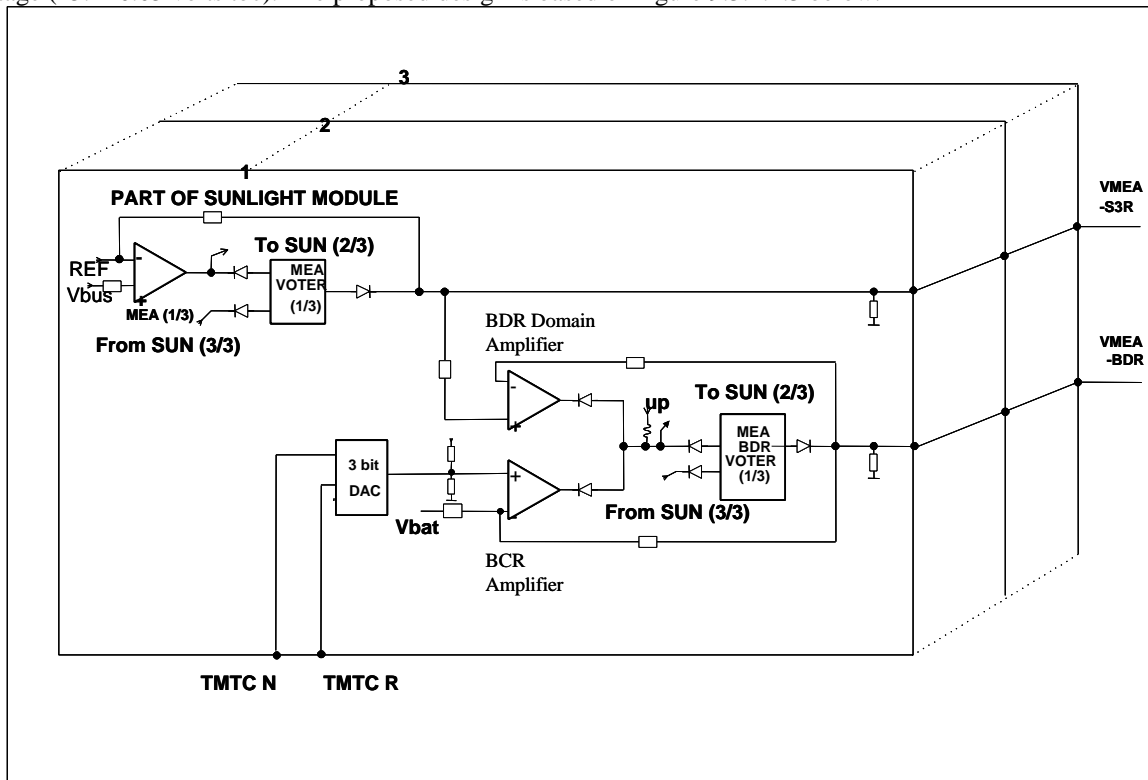 3
2
1
PART OF SUNLIGHT MODULE
VMEA
-S3R
To SUN (2/3)
REF
Vbus
-
+
MEA (1/3)
MEA
VOTER
(1/3)
From SUN (3/3)
BDR Domain
Amplifier
VMEA
-BDR
-
+
up
To SUN (2/3)
MEA
BDR
VOTER
(1/3)
3 bit
DAC
+
-
From SUN (3/3)
Vbat
BCR
Amplifier
TMTC N
TMTC R